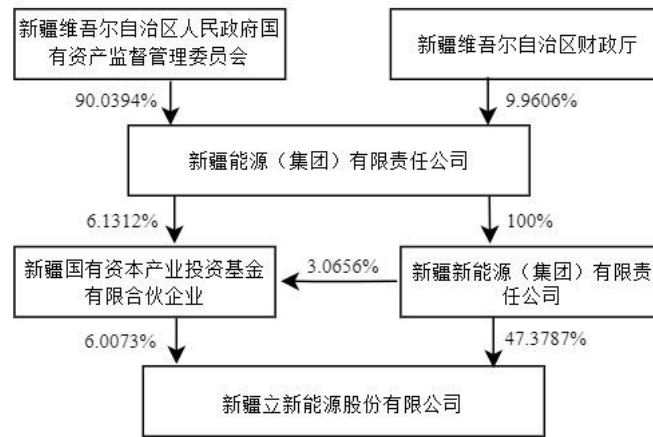 新疆维吾尔自治区人民政府国
有资产监督管理委员会
新疆维吾尔自治区财政厅
90.0394%
9.9606%
新疆能源（集团）有限责任公司
6.1312%
100%
新疆国有资本产业投资基金
有限合伙企业
3.0656%
新疆新能源（集团）有限责
任公司
6.0073%
47.3787%
新疆立新能源股份有限公司